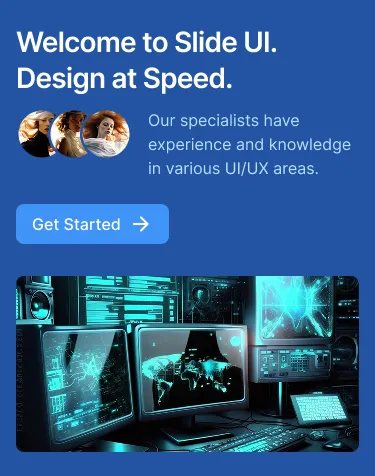 Welcome to Slide UI.
Design at Speed.
Our specialists have
experience and knowledge
in various UI/UX areas.
Get Started